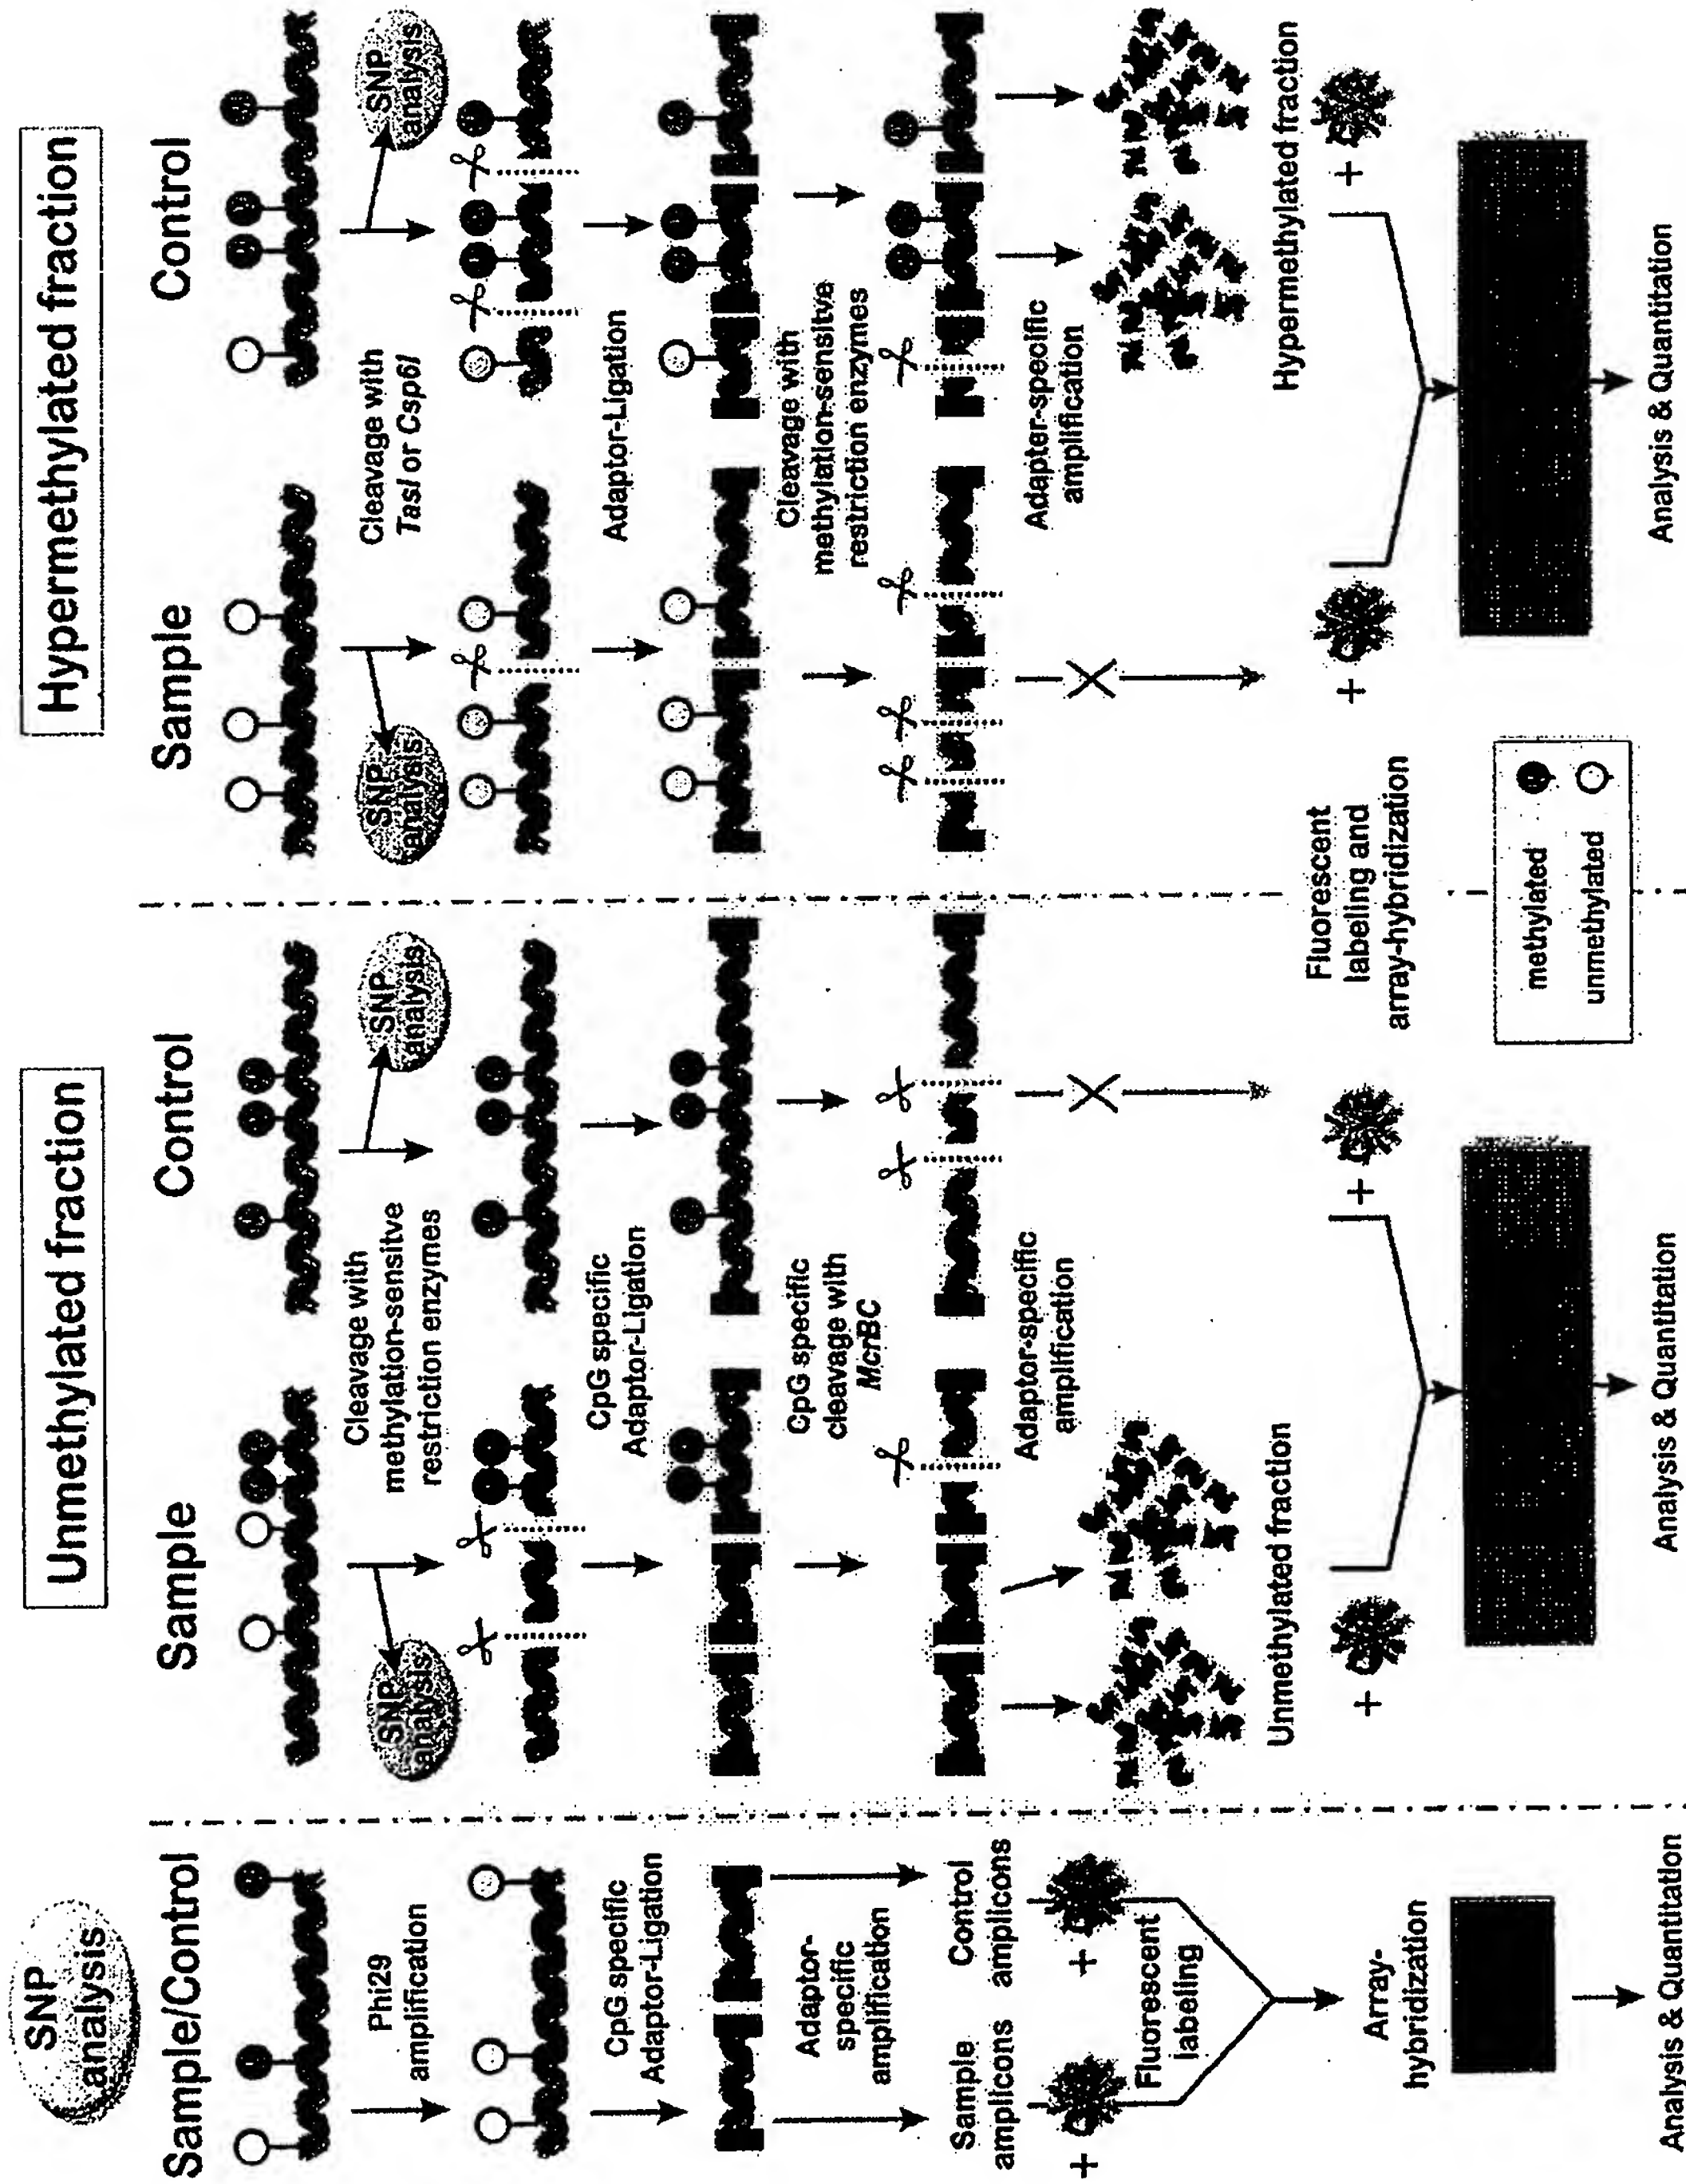 SNP
analysis
Sample/Control
Phi29
amplification
CpG specific
Adaptor-Ligation
Adaptor-
specific
amplification
Sample
amplicons
Control
amplicons
+
+
Fluorescent
labeling
Array-
hybridization
Analysis & Quantitation
Unmethylated fraction
Sample
Control
SNP
analysis
SNP
analysis
Cleavage with
methylation-sensitve
restriction enzymes
CpG specific
Adaptor-Ligation
CpG specific
cleavage with
McrBC
Adaptor-specific
amplification
Unmethylated fraction
+
+
Analysis & Quantitation
Hypermethylated fraction
Sample
Control
SNP
analysis
SNP
analysis
Cleavage with
TasI or Csp6I
Adaptor-Ligation
Cleavage with
methylation-sensitve
restriction enzymes
Adapter-specific
amplification
Hypermethylated fraction
+
+
Analysis & Quantitation
Fluorescent
labeling and
array-hybridization
methylated
unmethylated